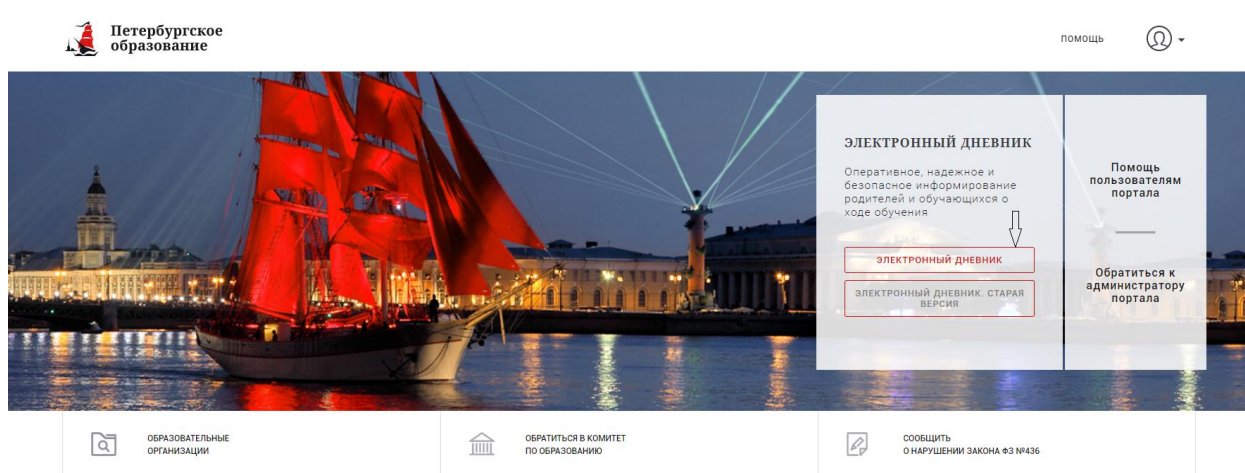 Петербургское
образование
ПОМОЩЬ
ЭЛЕКТРОННЫЙ ДНЕВНИК
Оперативное, надежное и
безопасное информирование
родителей и обучающихся о
ходе обучения
ЭЛЕКТРОННЫЙ ДНЕВНИК
ЭЛЕКТРОННЫЙ ДНЕВНИК. СТАРАЯ
ВЕРСИЯ
Помощь
пользователям
портала
Обратиться к
администратору
портала
ОБРАЗОВАТЕЛЬНЫЕ
ОРГАНИЗАЦИИ
ОБРАТИТЬСЯ В КОМИТЕТ
ПО ОБРАЗОВАНИЮ
СООБЩИТЬ
О НАРУШЕНИИ ЗАКОНА ФЗ №436